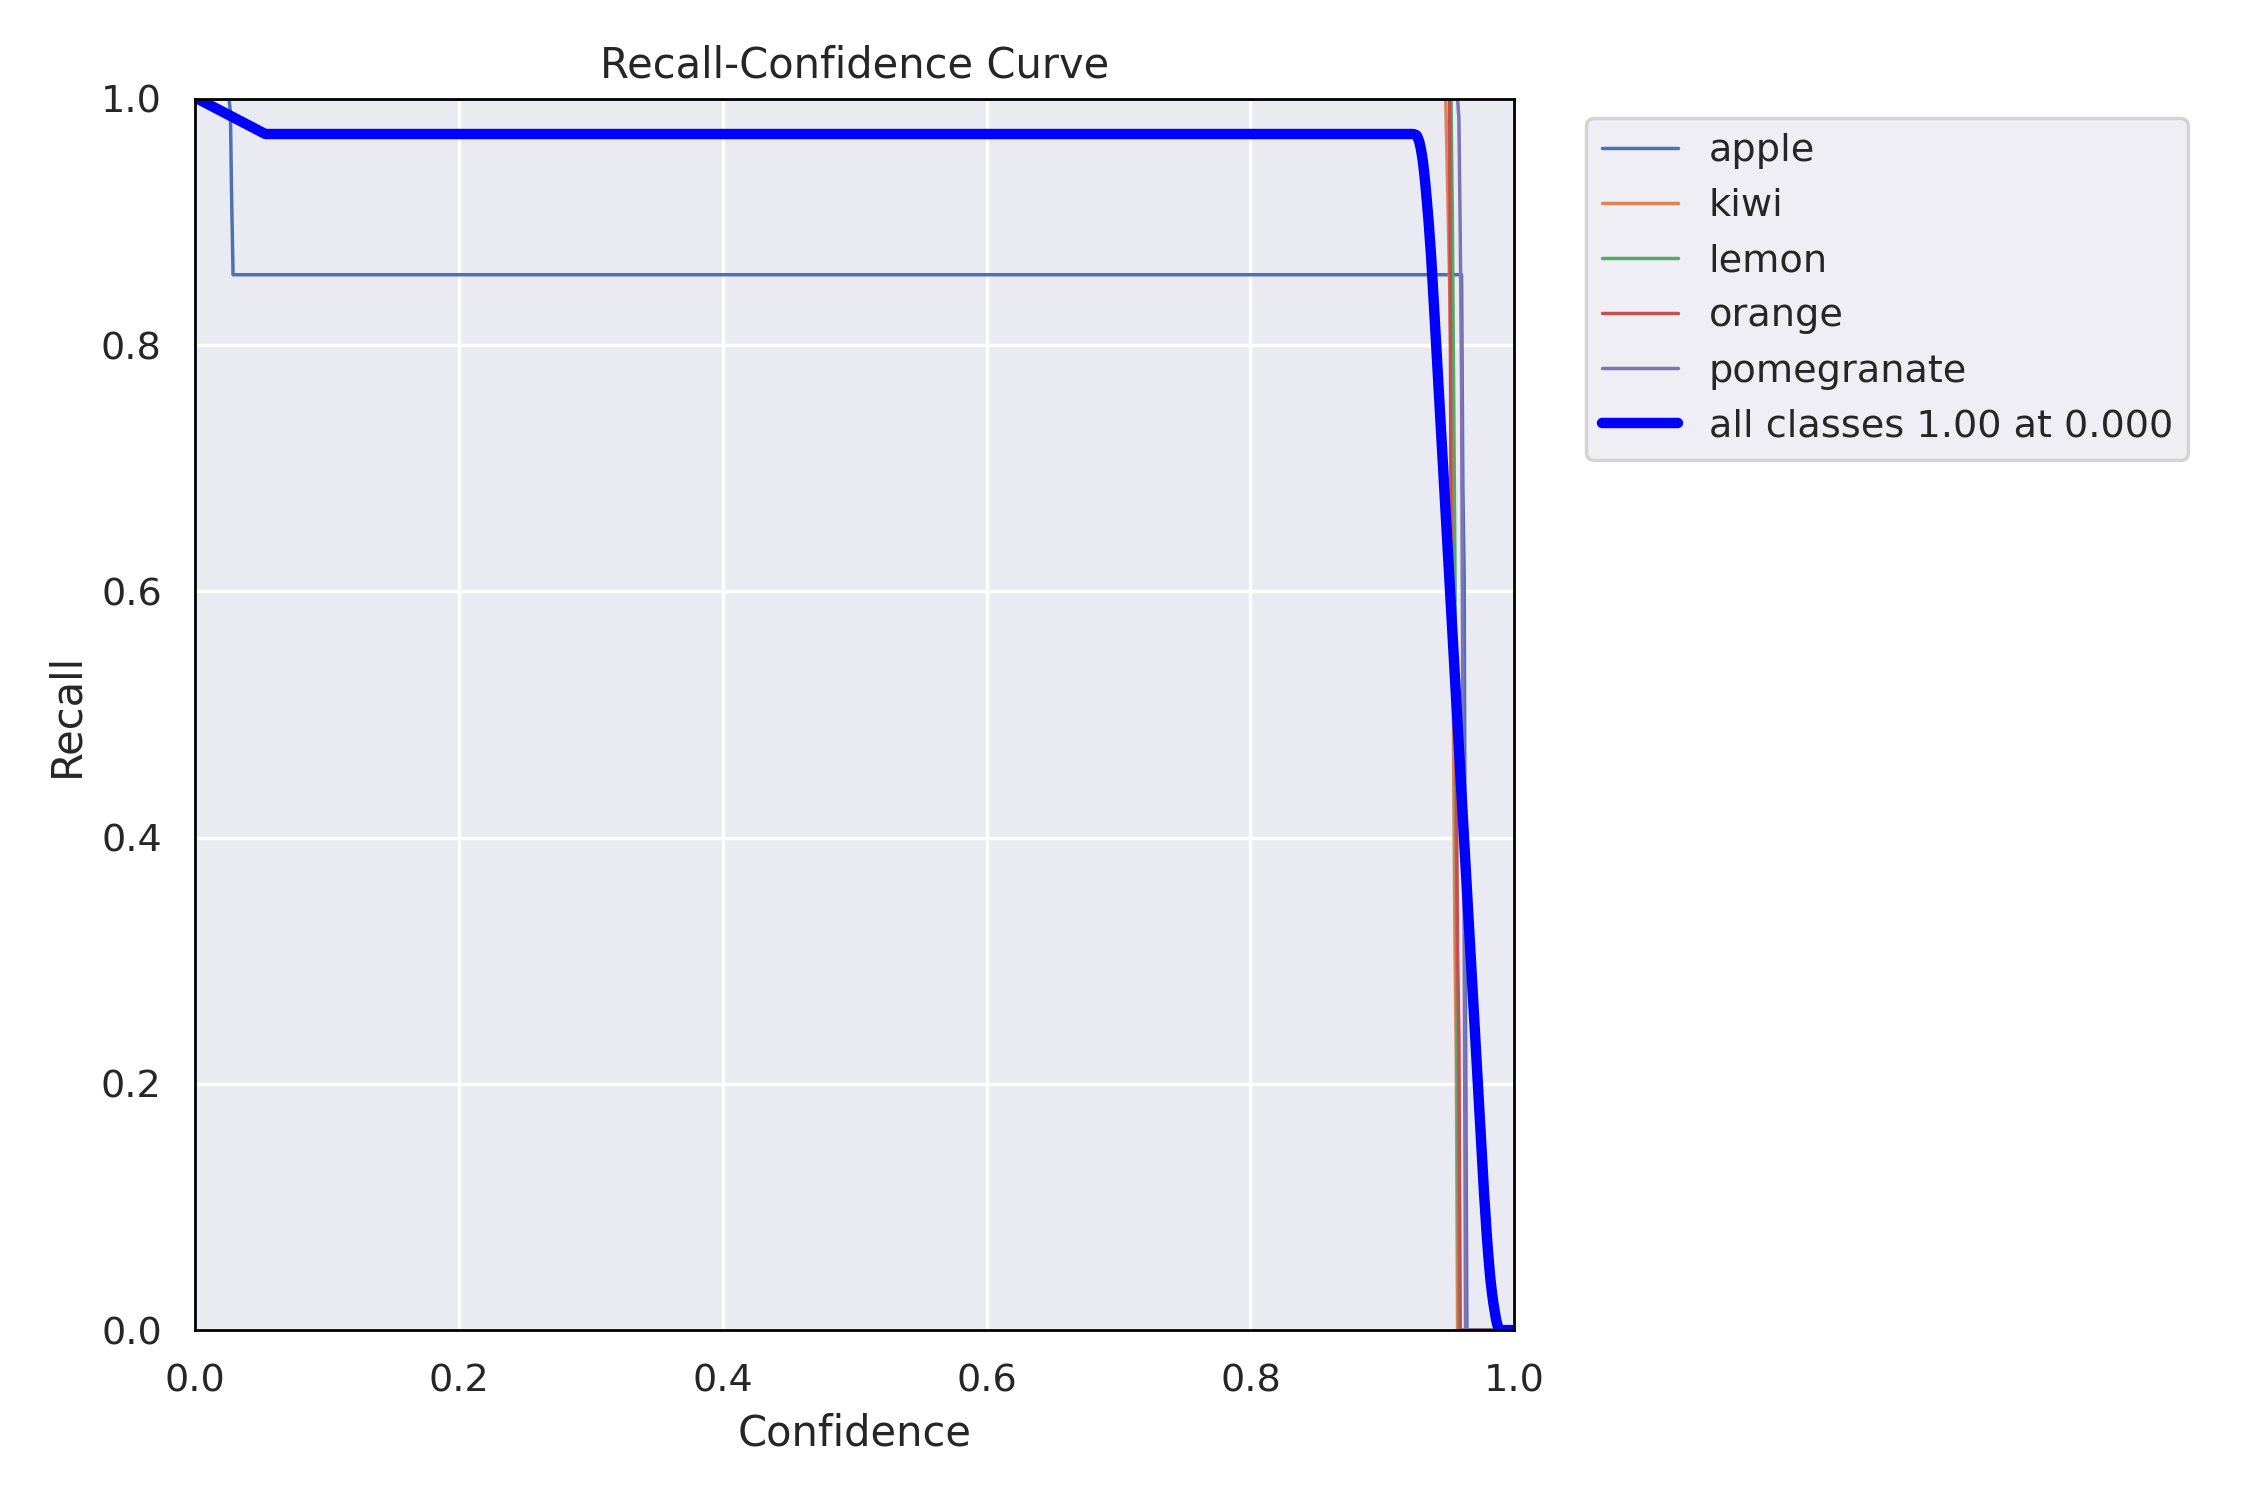 Recall-Confidence Curve
1.0
0.8
0.6
0.4
0.2
0.0
Recall
0.0 0.2 0.4 0.6 0.8 1.0
Confidence
apple
kiwi
lemon
orange
pomegranate
all classes 1.00 at 0.000